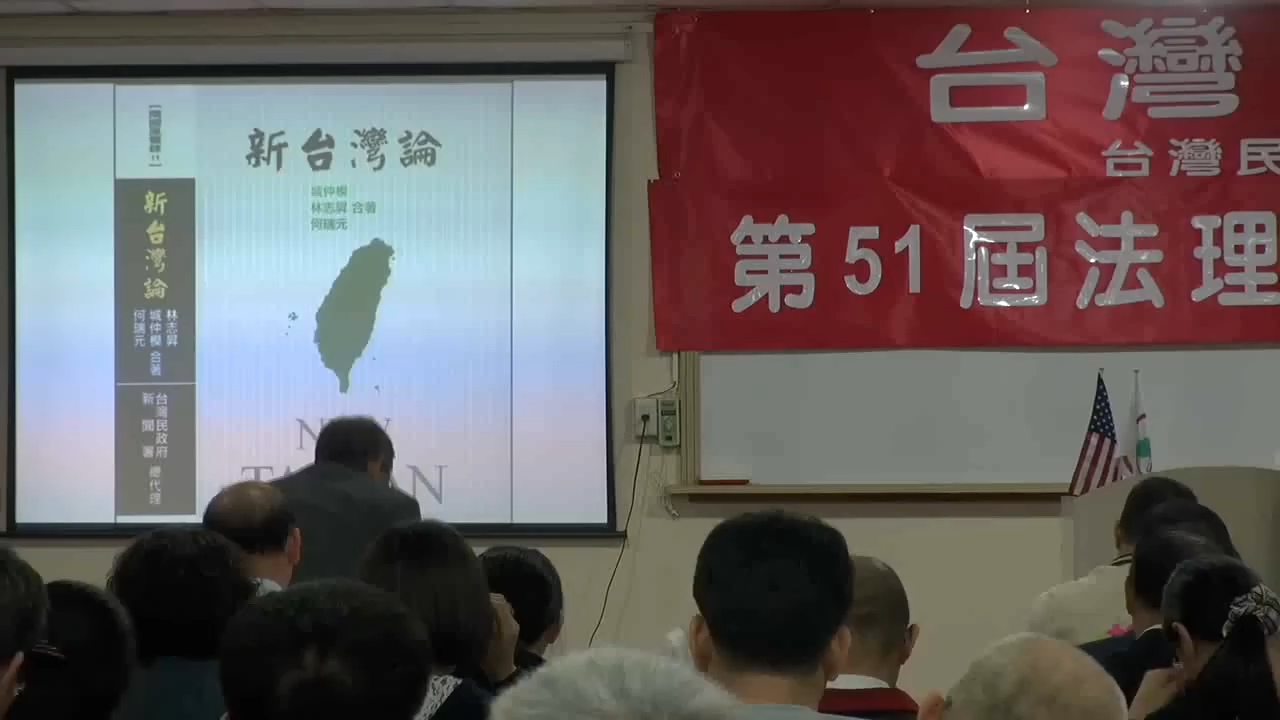 新台灣論
城仲模
林志昇 合著
何瑞元
新台灣論
林志昇
城仲模 合著
何瑞元
台灣民政府
新聞署 總代理
台灣
台灣民
第51屆法理